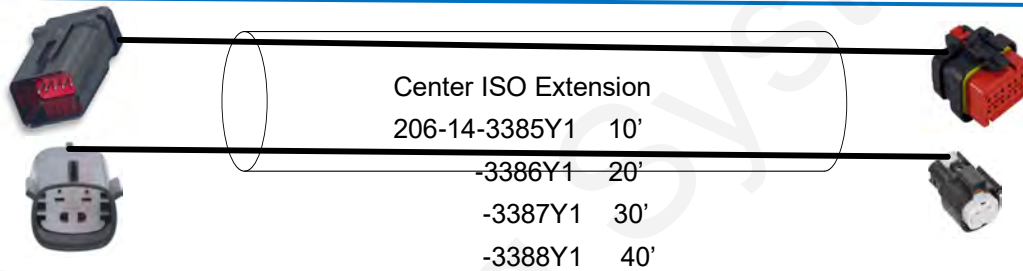 Center ISO Extension
206-14-3385Y1 10’
-3386Y1 20’
-3387Y1 30’
-3388Y1 40’